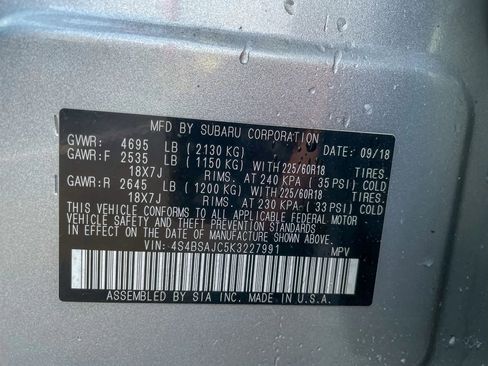 MFD BY SUBARU CORPORATION DATE 09/18
GVWR: 4695 LB ( 2130 KG)
GAWR:F 2535 LB ( 1150 KG) WITH 225/60R18 TIRES.
18X7J RIMS. AT 240 KPA ( 35 PSI) COLD
GAWR:R 2645 LB ( 1200 KG) WITH 225/60R18 TIRES.
18X7J RIMS. AT 230 KPA ( 33 PSI) COLD
THIS VEHICLE CONFORMS TO ALL APPLICABLE FEDERAL MOTOR
VEHICLE SAFETY AND THEFT PREVENTION STANDARDS
IN EFFECT ON THE DATE OF MANUFACTURE SHOWN ABOVE.
VIN: 4S4BSAJC5K3227991 MPV
ASSEMBLED BY SIA INC. MADE IN U.S.A.